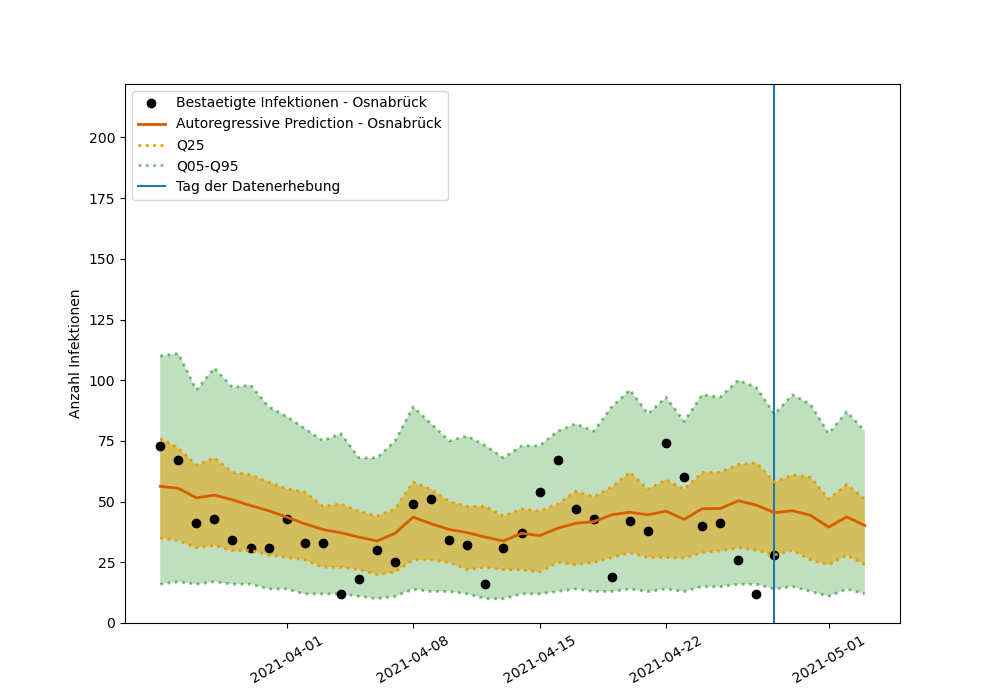 Bestaetigte Infektionen - Osnabrück
Autoregressive Prediction - Osnabrück
Q25
Q05-Q95
Tag der Datenerhebung
200
175
150
125
100
75
50
25
0
Anzahl Infektionen
2021-04-01
2021-04-08
2021-04-15
2021-04-22
2021-05-01